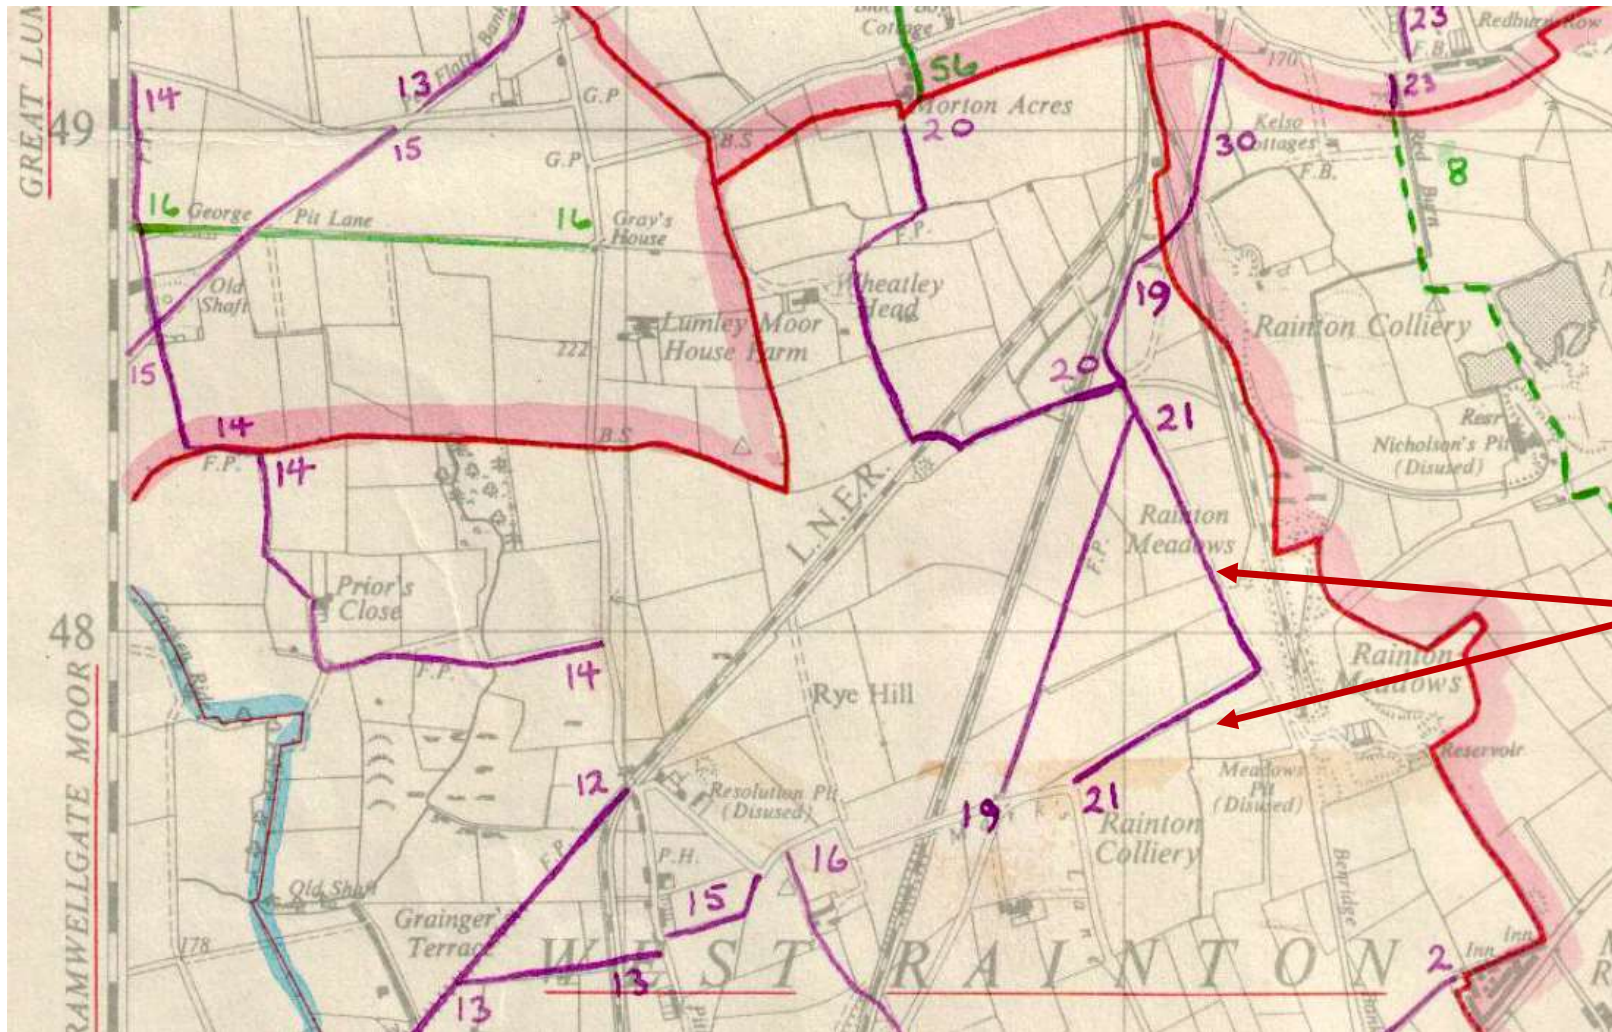 GREAT LUM
14
F.P.
13
Flatts Bank
G.P
Cottage
56
Morton Acres
20
170
23
F.B.
Redburn Row
23
49
15
G.P
B.S
30
Kelso
Cottages
F.B.
Red
Burn
8
16
George
Pit Lane
16
Gray's
House
F.P.
Old
Shaft
Wheatley
Head
19
Lumley Moor
House Farm
222
Rainton Colliery
15
20
14
F.P.
14
B.S
21
Rear
Nicholson's Pit
(Disused)
L.N.E.R.
Rainton
Meadows
F.P.
Prior's
Close
48
14
F.P.
Rye Hill
Rainton
Meadows
RAMWELLGATE MOOR
12
F.P.
Resolution Pit
(Disused)
Meadows
Pit
(Disused)
Reservoir
19
21
Rainton
Colliery
P.H.
16
15
Old Shaft
178
Grainger's
Terrace
Benridge
WEST RAINTON
13
13
Inn
Inn
2